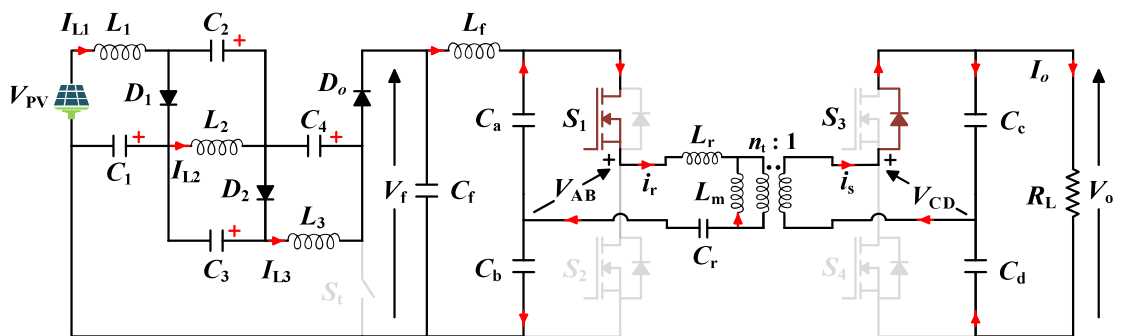 I_L1 L_1 C_2 +
L_f
V_PV
D_1
D_o
L_2 C_4 +
C_1 +
I_L2
D_2
V_f
C_f
L_3
C_3 +
I_L3
S_t
C_a
C_b
S_1
S_2
V_AB +
i_r
L_r
n_t : 1
L_m
C_r
i_s
S_3
S_4
+ V_CD
C_c
C_d
I_o
R_L
V_o